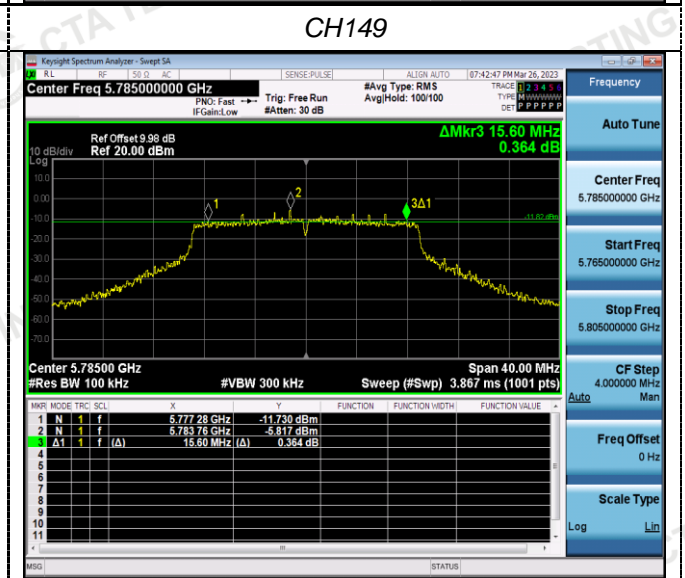 CH149
Keysight Spectrum Analyzer - Swept SA
RL RF 50 Ω AC SENSE:PULSE ALIGN AUTO 07:42:47 PM Mar 26, 2023
Center Freq 5.785000000 GHz
PNO: Fast Trig: Free Run #Avg Type: RMS TRACE 1 2 3 4 5 6
IFGain:Low #Atten: 30 dB Avg|Hold: 100/100 TYPE M WWWWW
DET P P P P P P
Frequency
Auto Tune
Ref Offset 9.98 dB ΔMkr3 15.60 MHz
10 dB/div Ref 20.00 dBm 0.364 dB
Log
10.0
0.00
-10.0
-20.0
-30.0
-40.0
-50.0
-60.0
-70.0
1
2
3Δ1
-11.82 dBm
Center Freq
5.785000000 GHz
Start Freq
5.765000000 GHz
Stop Freq
5.805000000 GHz
Center 5.78500 GHz Span 40.00 MHz
#Res BW 100 kHz #VBW 300 kHz Sweep (#Swp) 3.867 ms (1001 pts)
CF Step
4.000000 MHz
Auto Man
MKR MODE TRC SCL X Y FUNCTION FUNCTION WIDTH FUNCTION VALUE
1 N 1 f 5.777 28 GHz -11.730 dBm
2 N 1 f 5.783 76 GHz -5.817 dBm
3 Δ1 1 f (Δ) 15.60 MHz (Δ) 0.364 dB
4
5
6
7
8
9
10
11
Freq Offset
0 Hz
Scale Type
Log Lin
MSG STATUS